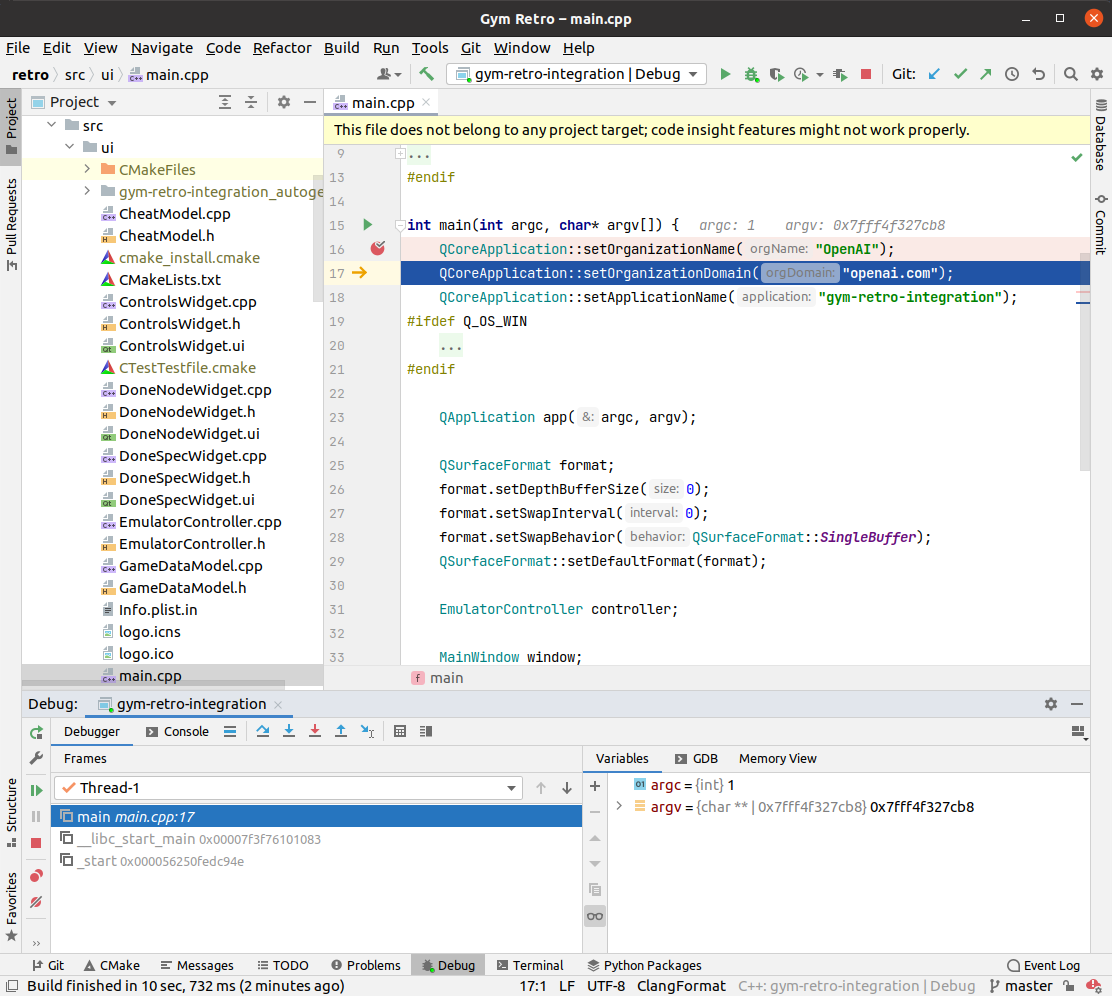 Gym Retro – main.cpp
File Edit View Navigate Code Refactor Build Run Tools Git Window Help
retro src ui main.cpp gym-retro-integration | Debug Git:
Project
Project
Pull Requests
Structure
Favorites
src
ui
CMakeFiles
gym-retro-integration_autoge
CheatModel.cpp
CheatModel.h
cmake_install.cmake
CMakeLists.txt
ControlsWidget.cpp
ControlsWidget.h
ControlsWidget.ui
CTestTestfile.cmake
DoneNodeWidget.cpp
DoneNodeWidget.h
DoneNodeWidget.ui
DoneSpecWidget.cpp
DoneSpecWidget.h
DoneSpecWidget.ui
EmulatorController.cpp
EmulatorController.h
GameDataModel.cpp
GameDataModel.h
Info.plist.in
logo.icns
logo.ico
main.cpp
main.cpp
This file does not belong to any project target; code insight features might not work properly.
9 ...
13 #endif
14
15 int main(int argc, char* argv[]) { argc: 1 argv: 0x7fff4f327cb8
16 QCoreApplication::setOrganizationName( orgName: "OpenAI");
17 QCoreApplication::setOrganizationDomain( orgDomain: "openai.com");
18 QCoreApplication::setApplicationName( application: "gym-retro-integration");
19 #ifdef Q_OS_WIN
20 ...
21 #endif
22
23 QApplication app( &: argc, argv);
24
25 QSurfaceFormat format;
26 format.setDepthBufferSize( size: 0);
27 format.setSwapInterval( interval: 0);
28 format.setSwapBehavior( behavior: QSurfaceFormat::SingleBuffer);
29 QSurfaceFormat::setDefaultFormat(format);
30
31 EmulatorController controller;
32
33 MainWindow window;
f main
Database
Commit
Debug: gym-retro-integration
Debugger Console
Frames
Thread-1
main main.cpp:17
__libc_start_main 0x00007f3f76101083
_start 0x000056250fedc94e
Variables GDB Memory View
argc = {int} 1
argv = {char ** | 0x7fff4f327cb8} 0x7fff4f327cb8
Git CMake Messages TODO Problems Debug Terminal Python Packages Event Log
Build finished in 10 sec, 732 ms (2 minutes ago) 17:1 LF UTF-8 ClangFormat C++: gym-retro-integration | Debug master